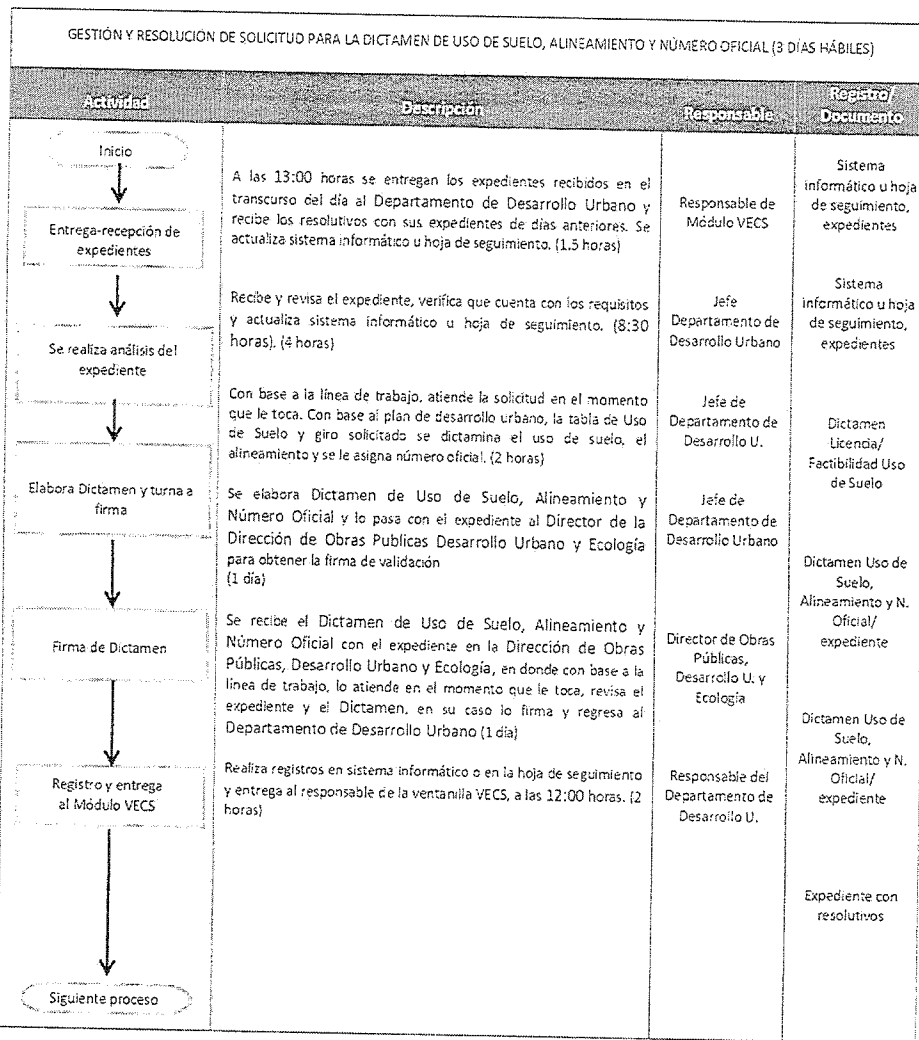 GESTIÓN Y RESOLUCIÓN DE SOLICITUD PARA LA DICTAMEN DE USO DE SUELO, ALINEAMIENTO Y NÚMERO OFICIAL (3 DÍAS HÁBILES)
Actividad
Descripción
Responsable
Registro/
Documento
Inicio
Entrega-recepción de
expedientes
A las 13:00 horas se entregan los expedientes recibidos en el
transcurso del día al Departamento de Desarrollo Urbano y
recibe los resolutivos con sus expedientes de días anteriores. Se
actualiza sistema informático u hoja de seguimiento. (1.5 horas)
Responsable de
Módulo VECS
Sistema
informático u hoja
de seguimiento,
expedientes
Se realiza análisis del
expediente
Recibe y revisa el expediente, verifica que cuenta con los requisitos
y actualiza sistema informático u hoja de seguimiento. (8:30
horas). (4 horas)
Jefe
Departamento de
Desarrollo Urbano
Sistema
informático u hoja
de seguimiento,
expedientes
Con base a la línea de trabajo, atiende la solicitud en el momento
que le toca. Con base al plan de desarrollo urbano, la tabla de Uso
de Suelo y giro solicitado se dictamina el uso de suelo, el
alineamiento y se le asigna número oficial. (2 horas)
Jefe de
Departamento de
Desarrollo U.
Dictamen
Licencia/
Factibilidad Uso
de Suelo
Elabora Dictamen y turna a
firma
Se elabora Dictamen de Uso de Suelo, Alineamiento y
Número Oficial y lo pasa con el expediente al Director de la
Dirección de Obras Publicas Desarrollo Urbano y Ecología
para obtener la firma de validación
(1 día)
Jefe de
Departamento de
Desarrollo Urbano
Dictamen Uso de
Suelo,
Alineamiento y N.
Oficial/
expediente
Firma de Dictamen
Se recibe el Dictamen de Uso de Suelo, Alineamiento y
Número Oficial con el expediente en la Dirección de Obras
Públicas, Desarrollo Urbano y Ecología, en donde con base a la
línea de trabajo, lo atiende en el momento que le toca, revisa el
expediente y el Dictamen, en su caso lo firma y regresa al
Departamento de Desarrollo Urbano (1 día)
Director de Obras
Públicas,
Desarrollo U. y
Ecología
Dictamen Uso de
Suelo,
Alineamiento y N.
Oficial/
expediente
Registro y entrega
al Módulo VECS
Realiza registros en sistema informático o en la hoja de seguimiento
y entrega al responsable de la ventanilla VECS, a las 12:00 horas. (2
horas)
Responsable del
Departamento de
Desarrollo U.
Expediente con
resolutivos
Siguiente proceso